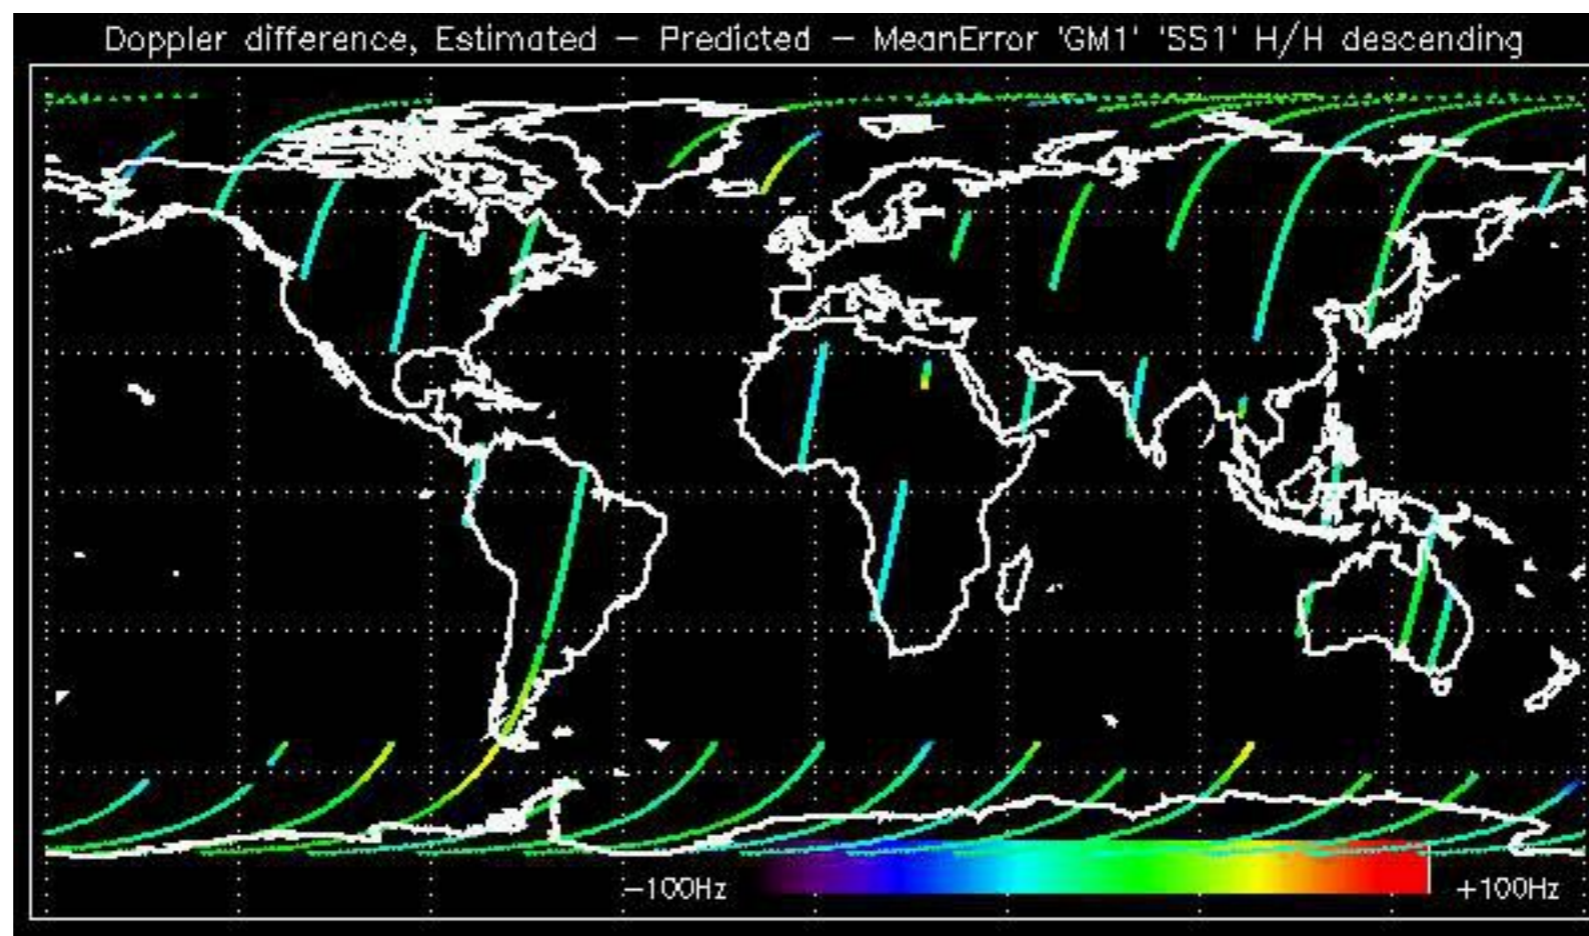 Doppler difference, Estimated – Predicted – MeanError 'GM1' 'SS1' H/H descending
–100Hz +100Hz